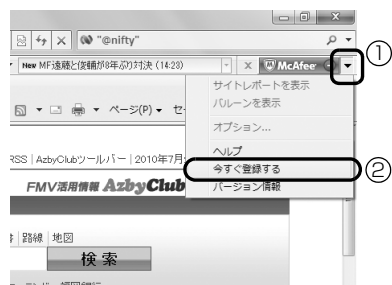 "@nifty"
①
New MF遠藤と俊輔が8年ぶり対決 (14:23)
McAfee
サイトレポートを表示
バルーンを表示
ページ(P)
オプション...
ヘルプ
RSS | AzbyClubツールバー | 2010年7月
今すぐ登録する
②
FMV活用情報 AzbyClub
バージョン情報
路線 地図
検索